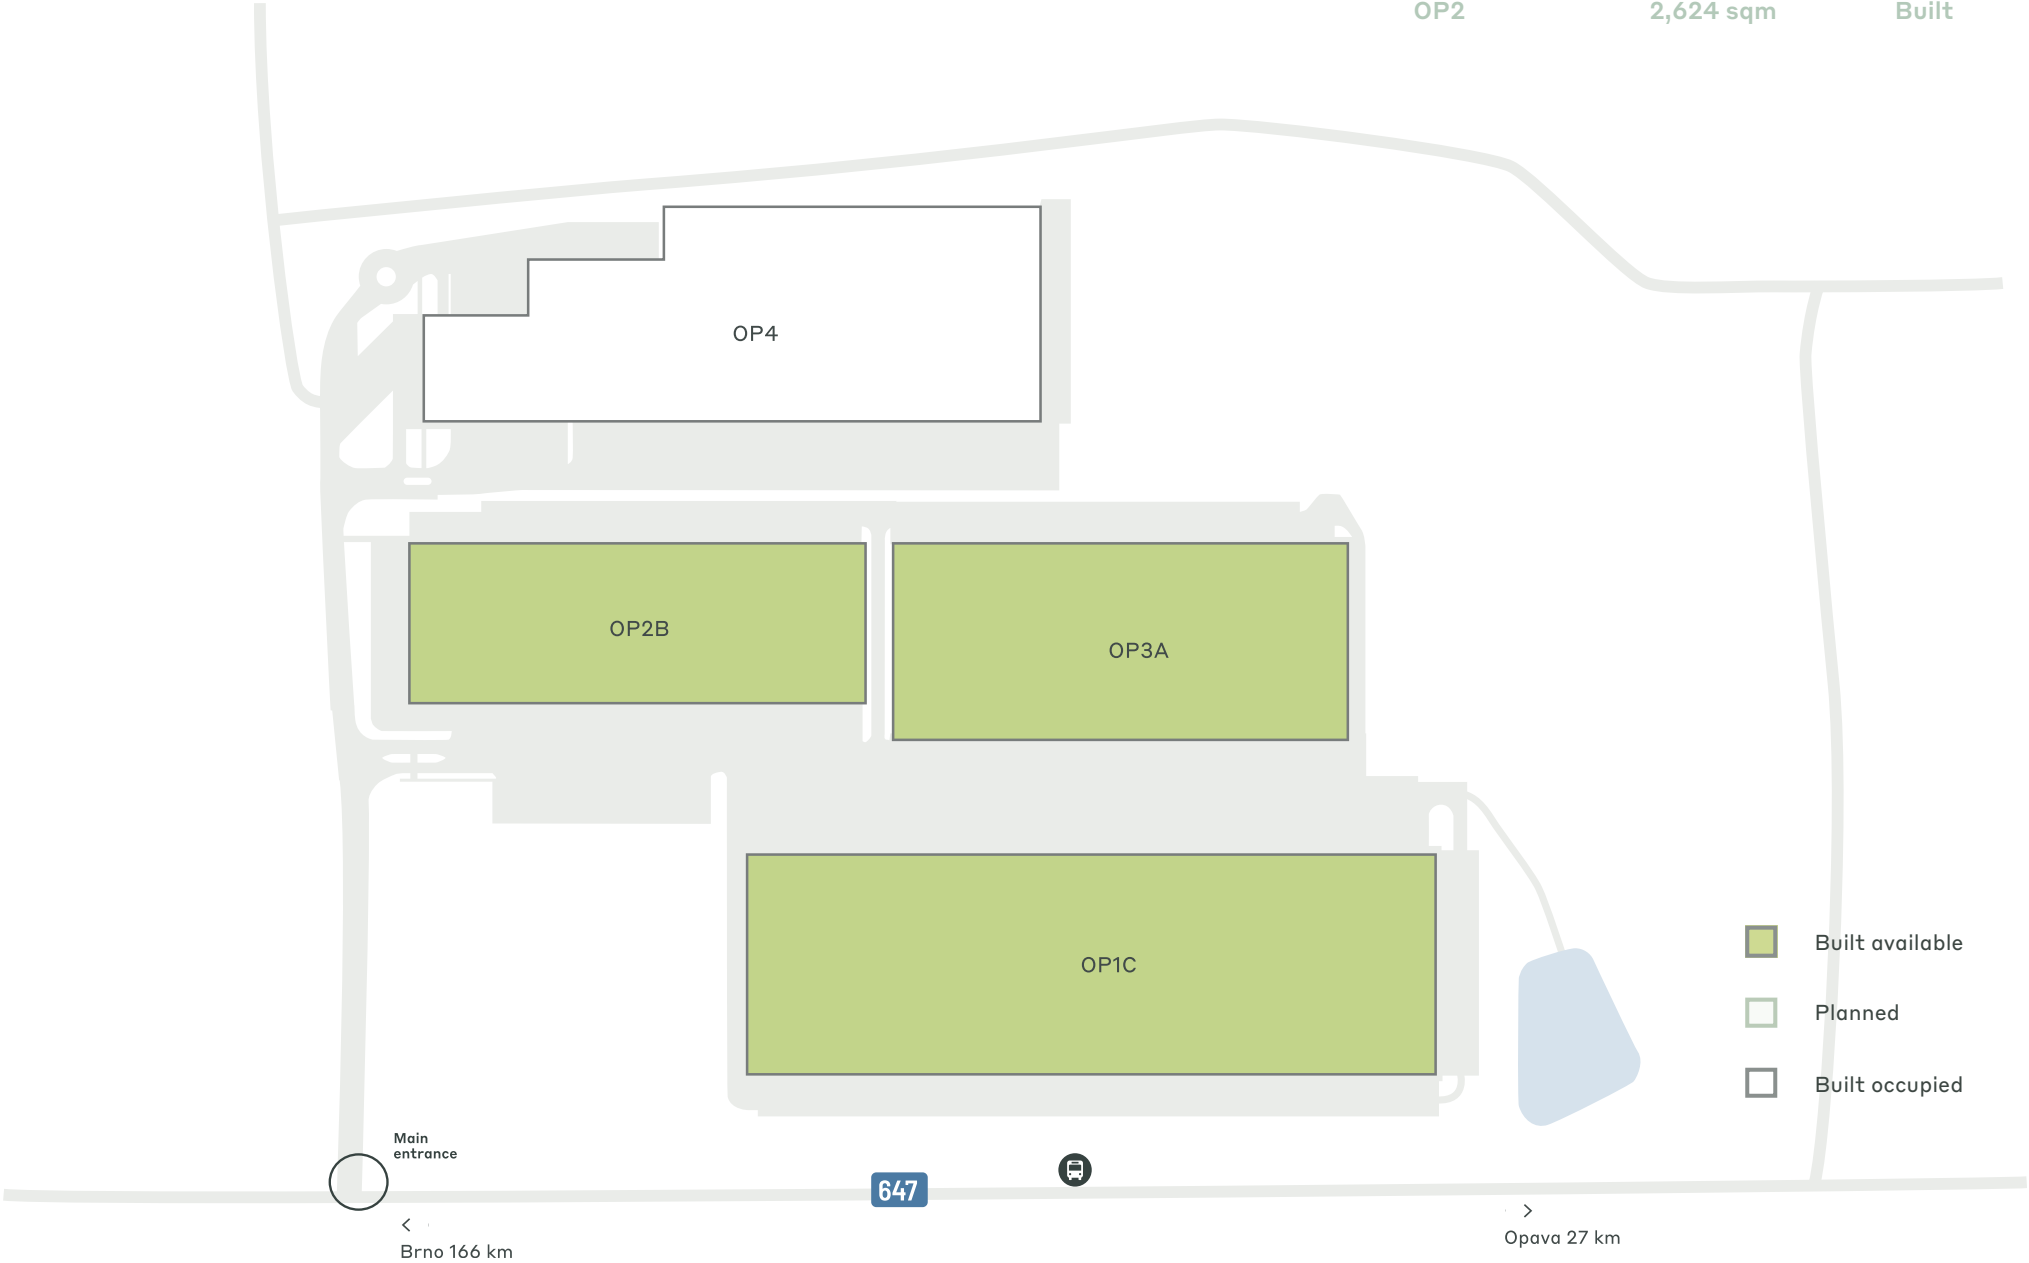 OP2 2,624 sqm Built
OP4
OP2B
OP3A
OP1C
Built available
Planned
Built occupied
Main
entrance
647
Brno 166 km
Opava 27 km